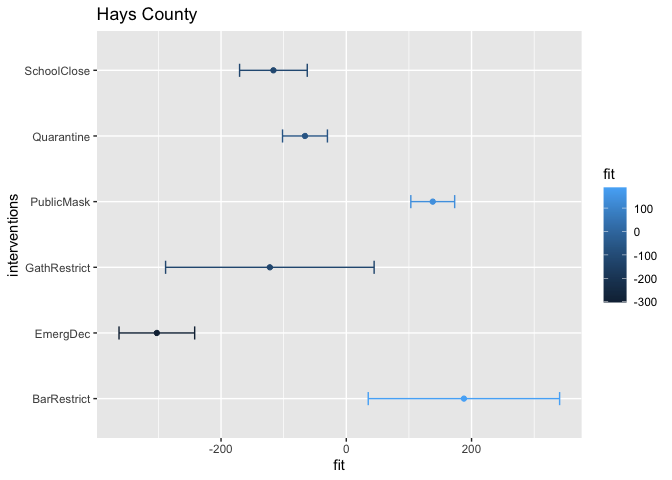 Hays County
SchoolClose
Quarantine
PublicMask
GathRestrict
EmergDec
BarRestrict
interventions
-200
0
200
fit
fit
100
0
-100
-200
-300